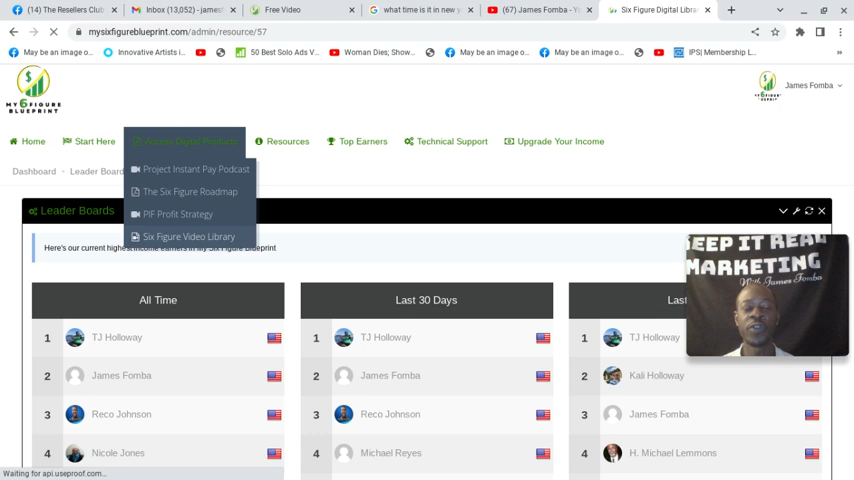 (14) The Resellers Club
Inbox (13,052) - james
Free Video
what time is it in new y
(67) James Fomba - Yo
Six Figure Digital Libra
mysixfigureblueprint.com/admin/resource/57
May be an image o...
Innovative Artists i...
50 Best Solo Ads V...
Woman Dies; Show...
May be an image o...
May be an image o...
IPS| Membership L...
MY 6 FIGURE
BLUEPRINT
James Fomba
Home
Start Here
Access Digital Products
Resources
Top Earners
Technical Support
Upgrade Your Income
Dashboard - Leader Board
Project Instant Pay Podcast
The Six Figure Roadmap
PIF Profit Strategy
Six Figure Video Library
Leader Boards
Here's our current highest income earners in My Six Figure Blueprint
KEEP IT REAL
MARKETING
With James Fomba
All Time
1 TJ Holloway
2 James Fomba
3 Reco Johnson
4 Nicole Jones
Last 30 Days
1 TJ Holloway
2 James Fomba
3 Reco Johnson
4 Michael Reyes
Last
1 TJ Holloway
2 Kali Holloway
3 James Fomba
4 H. Michael Lemmons
Waiting for api.useproof.com...